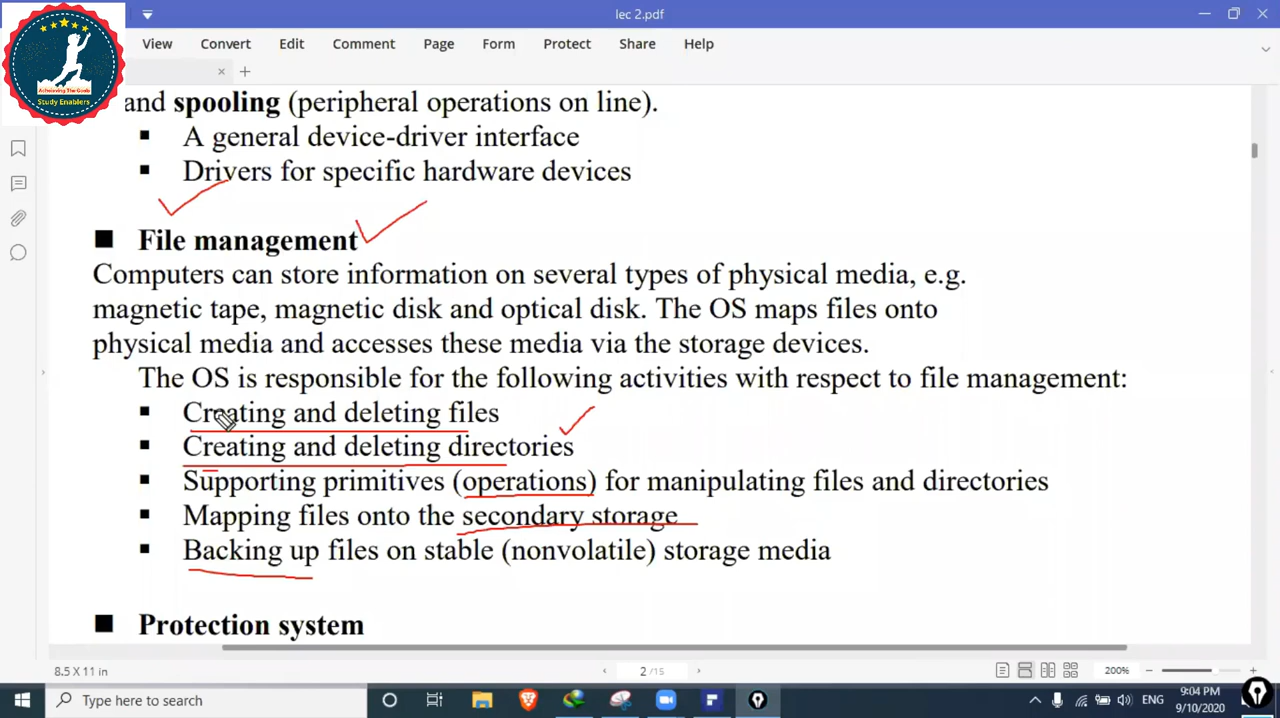 lec 2.pdf
View Convert Edit Comment Page Form Protect Share Help
Acheieving The Goals
Study Enablers
and spooling (peripheral operations on line).
▪ A general device-driver interface
▪ Drivers for specific hardware devices
■ File management
Computers can store information on several types of physical media, e.g.
magnetic tape, magnetic disk and optical disk. The OS maps files onto
physical media and accesses these media via the storage devices.
The OS is responsible for the following activities with respect to file management:
▪ Creating and deleting files
▪ Creating and deleting directories
▪ Supporting primitives (operations) for manipulating files and directories
▪ Mapping files onto the secondary storage
▪ Backing up files on stable (nonvolatile) storage media
■ Protection system
8.5 X 11 in
2 /15
200%
Type here to search
ENG
9:04 PM
9/10/2020